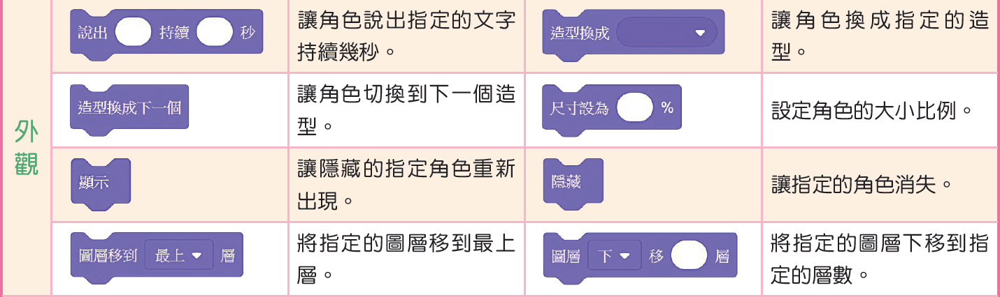 外觀
說出 持續 秒
讓角色說出指定的文字
持續幾秒。
造型換成
讓角色換成指定的造
型。
造型換成下一個
讓角色切換到下一個造
型。
尺寸設為 %
設定角色的大小比例。
顯示
讓隱藏的指定角色重新
出現。
隱藏
讓指定的角色消失。
圖層移到 最上 層
將指定的圖層移到最上
層。
圖層 下 移 層
將指定的圖層下移到指
定的層數。